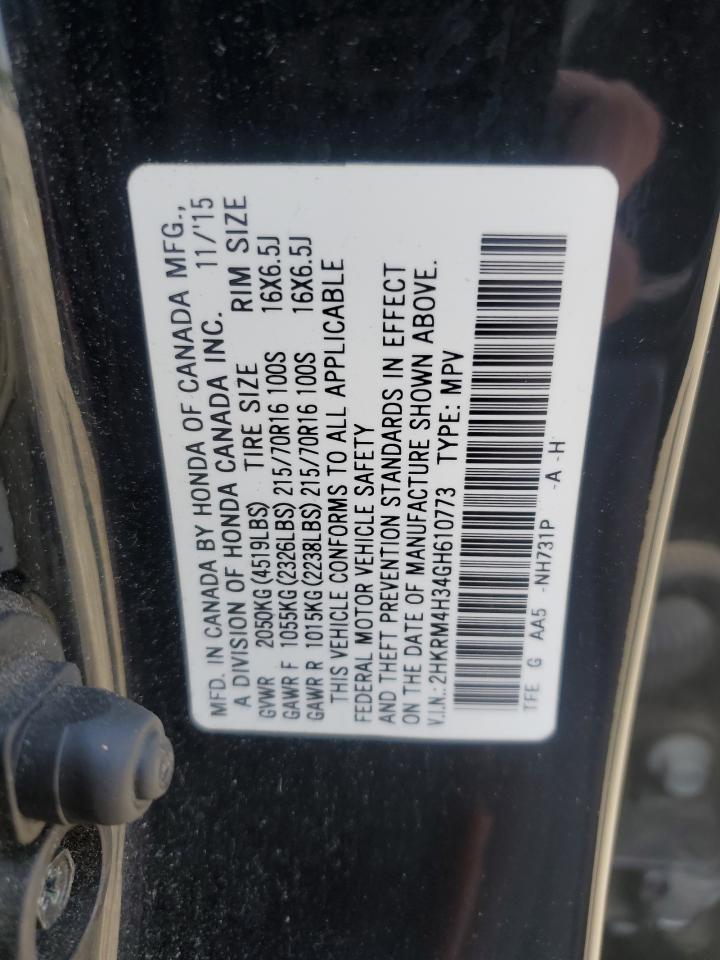 MFD. IN CANADA BY HONDA OF CANADA MFG.,
A DIVISION OF HONDA CANADA INC. 11/'15
GVWR 2050KG(4519LBS) TIRE SIZE RIM SIZE
GAWR F 1055KG(2326LBS) 215/70R16 100S 16X6.5J
GAWR R 1015KG(2238LBS) 215/70R16 100S 16X6.5J
THIS VEHICLE CONFORMS TO ALL APPLICABLE
FEDERAL MOTOR VEHICLE SAFETY
AND THEFT PREVENTION STANDARDS IN EFFECT
ON THE DATE OF MANUFACTURE SHOWN ABOVE.
V.I.N.:2HKRM4H34GH610773 TYPE: MPV
TFE G AA5 -NH731P -A -H